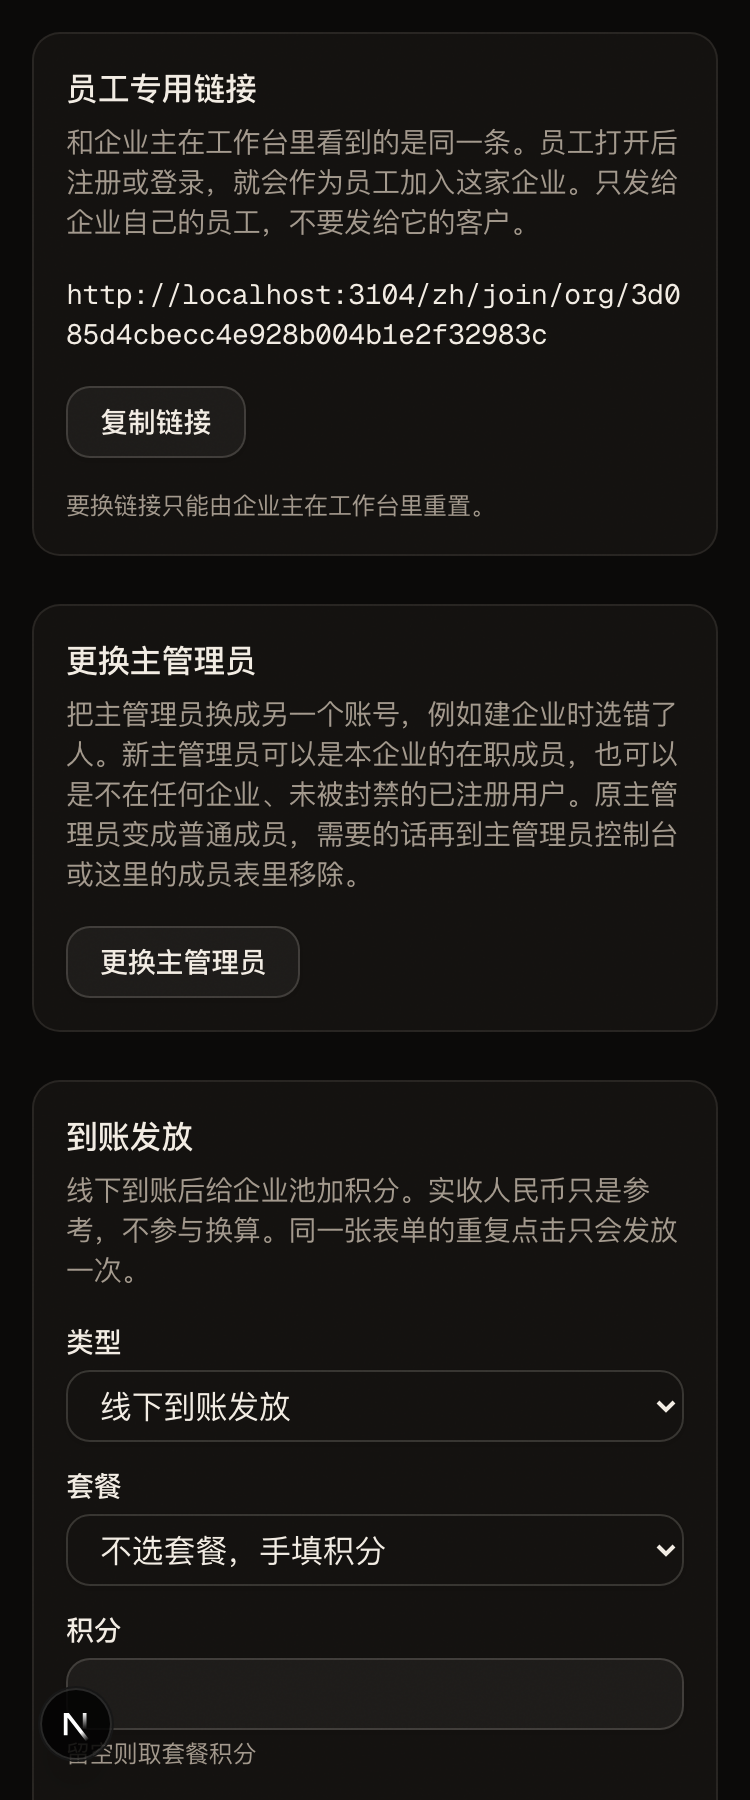 员工专用链接
和企业主在工作台里看到的是同一条。员工打开后
注册或登录，就会作为员工加入这家企业。只发给
企业自己的员工，不要发给它的客户。
http://localhost:3104/zh/join/org/3d0
85d4cbecc4e928b004b1e2f32983c
复制链接
要换链接只能由企业主在工作台里重置。
更换主管理员
把主管理员换成另一个账号，例如建企业时选错了
人。新主管理员可以是本企业的在职成员，也可以
是不在任何企业、未被封禁的已注册用户。原主管
理员变成普通成员，需要的话再到主管理员控制台
或这里的成员表里移除。
更换主管理员
到账发放
线下到账后给企业池加积分。实收人民币只是参
考，不参与换算。同一张表单的重复点击只会发放
一次。
类型
线下到账发放
套餐
不选套餐，手填积分
积分
N
留空则取套餐积分